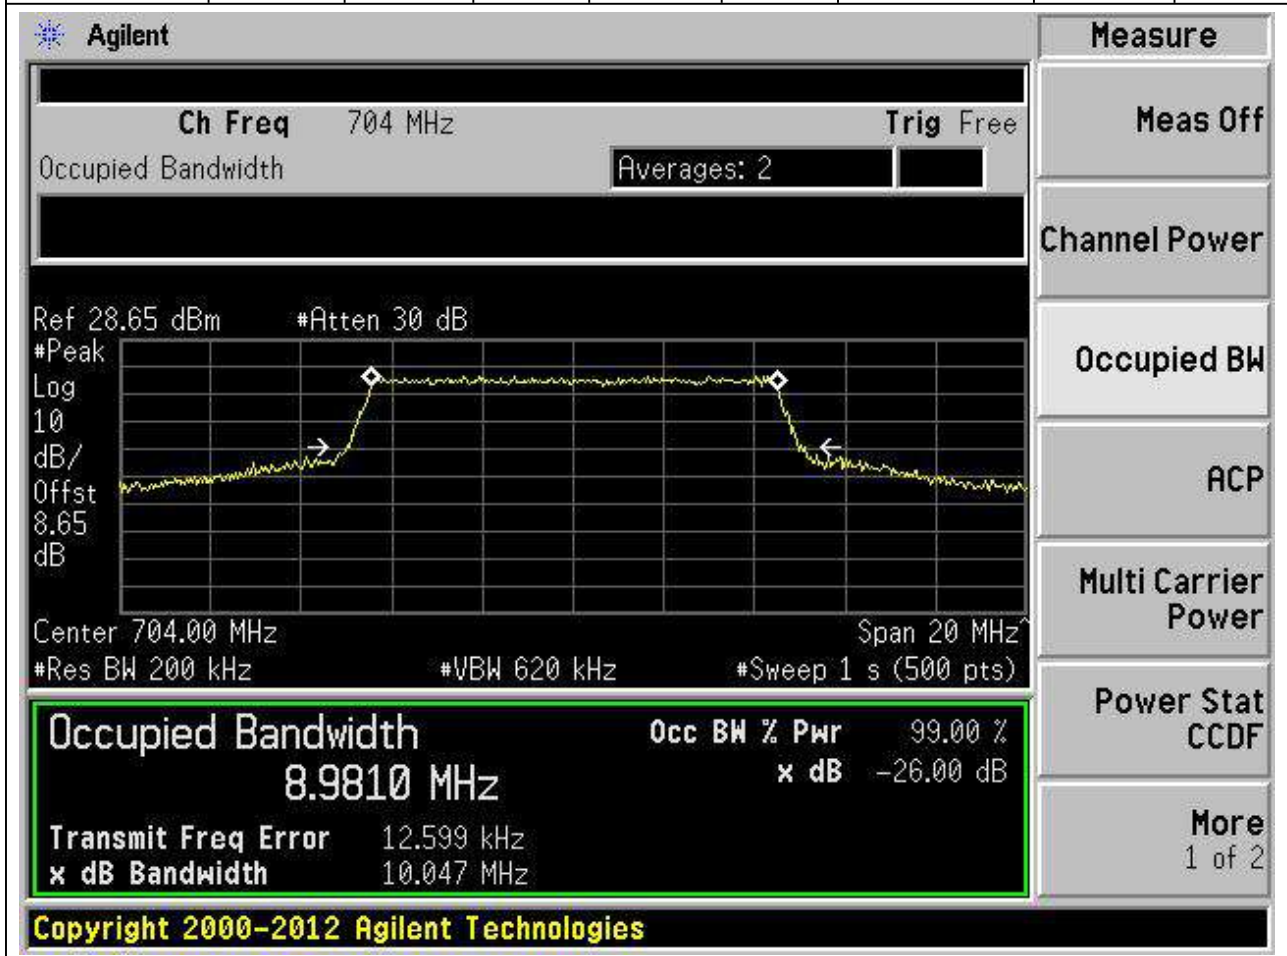 Agilent
Measure
Ch Freq 704 MHz Trig Free
Meas Off
Occupied Bandwidth Averages: 2
Channel Power
Ref 28.65 dBm #Atten 30 dB
#Peak
Log
10
dB/
Offst
8.65
dB
Occupied BW
ACP
Multi Carrier
Power
Center 704.00 MHz Span 20 MHz^
#Res BW 200 kHz #VBW 620 kHz #Sweep 1 s (500 pts)
Power Stat
CCDF
Occupied Bandwidth Occ BW % Pwr 99.00 %
8.9810 MHz x dB -26.00 dB
Transmit Freq Error 12.599 kHz
x dB Bandwidth 10.047 MHz
More
1 of 2
Copyright 2000-2012 Agilent Technologies